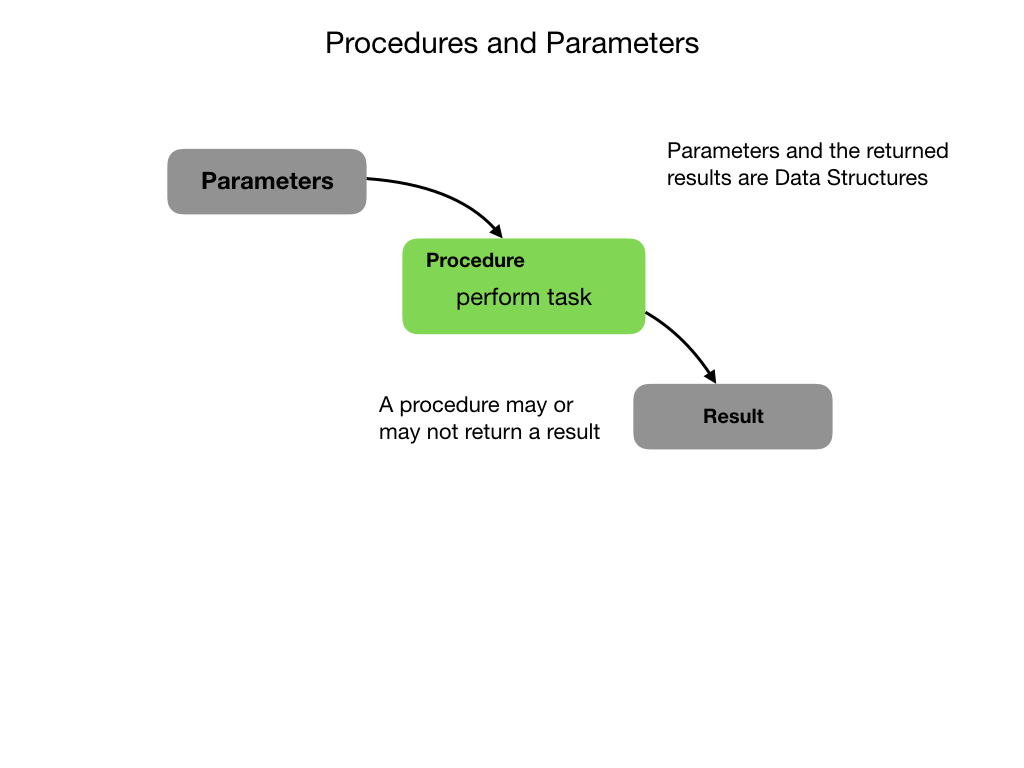 Procedures and Parameters
Parameters and the returned
results are Data Structures
Parameters
Procedure
perform task
A procedure may or
may not return a result
Result